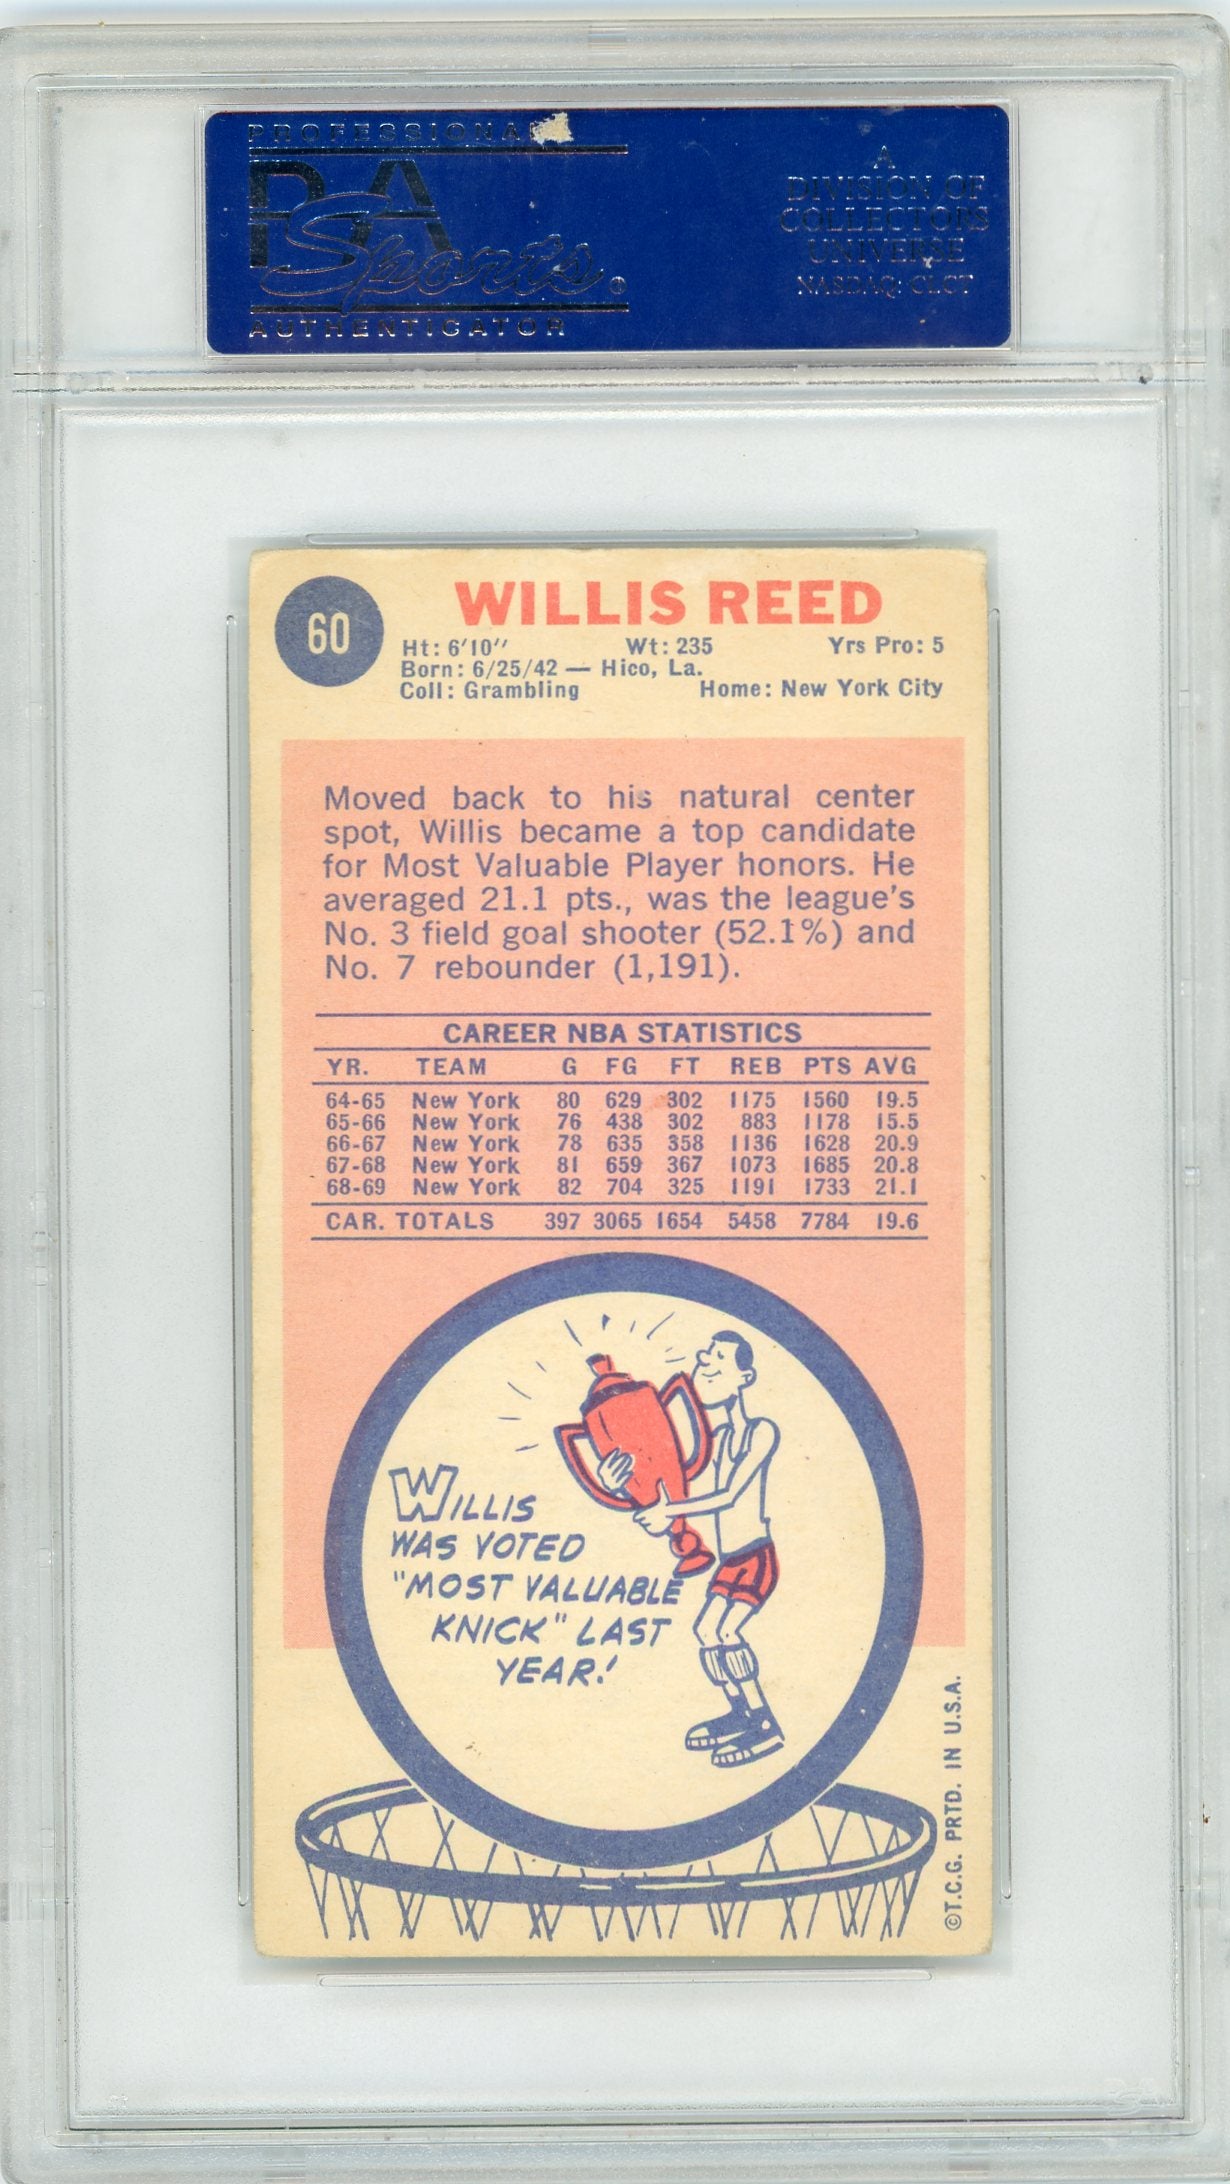 PROFESSIONAL
PSA
Sports®
AUTHENTICATOR
A
DIVISION OF
COLLECTORS
UNIVERSE
NASDAQ: CLCT
60
WILLIS REED
Ht: 6'10" Wt: 235 Yrs Pro: 5
Born: 6/25/42 — Hico, La.
Coll: Grambling Home: New York City
Moved back to his natural center
spot, Willis became a top candidate
for Most Valuable Player honors. He
averaged 21.1 pts., was the league's
No. 3 field goal shooter (52.1%) and
No. 7 rebounder (1,191).
CAREER NBA STATISTICS
YR. TEAM G FG FT REB PTS AVG
64-65 New York 80 629 302 1175 1560 19.5
65-66 New York 76 438 302 883 1178 15.5
66-67 New York 78 635 358 1136 1628 20.9
67-68 New York 81 659 367 1073 1685 20.8
68-69 New York 82 704 325 1191 1733 21.1
CAR. TOTALS 397 3065 1654 5458 7784 19.6
WILLIS
WAS VOTED
"MOST VALUABLE
KNICK" LAST
YEAR!
©T.C.G. PRTD. IN U.S.A.